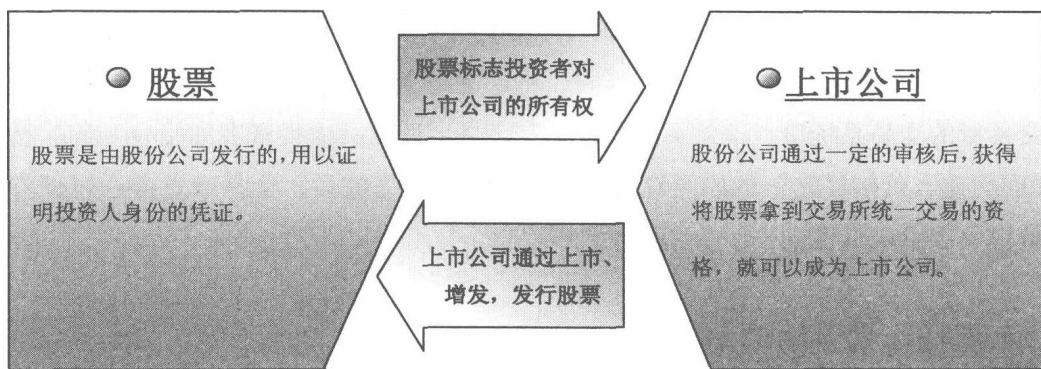 股票
股票是由股份公司发行的，用以证
明投资人身份的凭证。
股票标志投资者对
上市公司的所有权
上市公司通过上市、
增发，发行股票
上市公司
股份公司通过一定的审核后，获得
将股票拿到交易所统一交易的资
格，就可以成为上市公司。